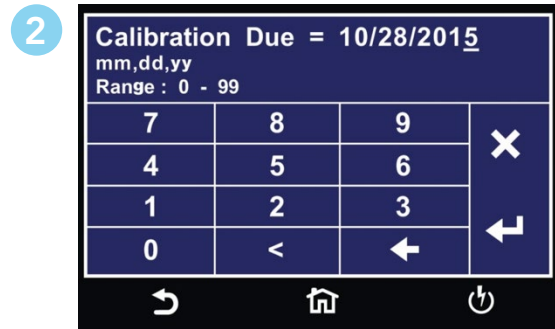 2
Calibration Due = 10/28/2015
mm,dd,yy
Range : 0 - 99
7 8 9
4 5 6
1 2 3
0 <